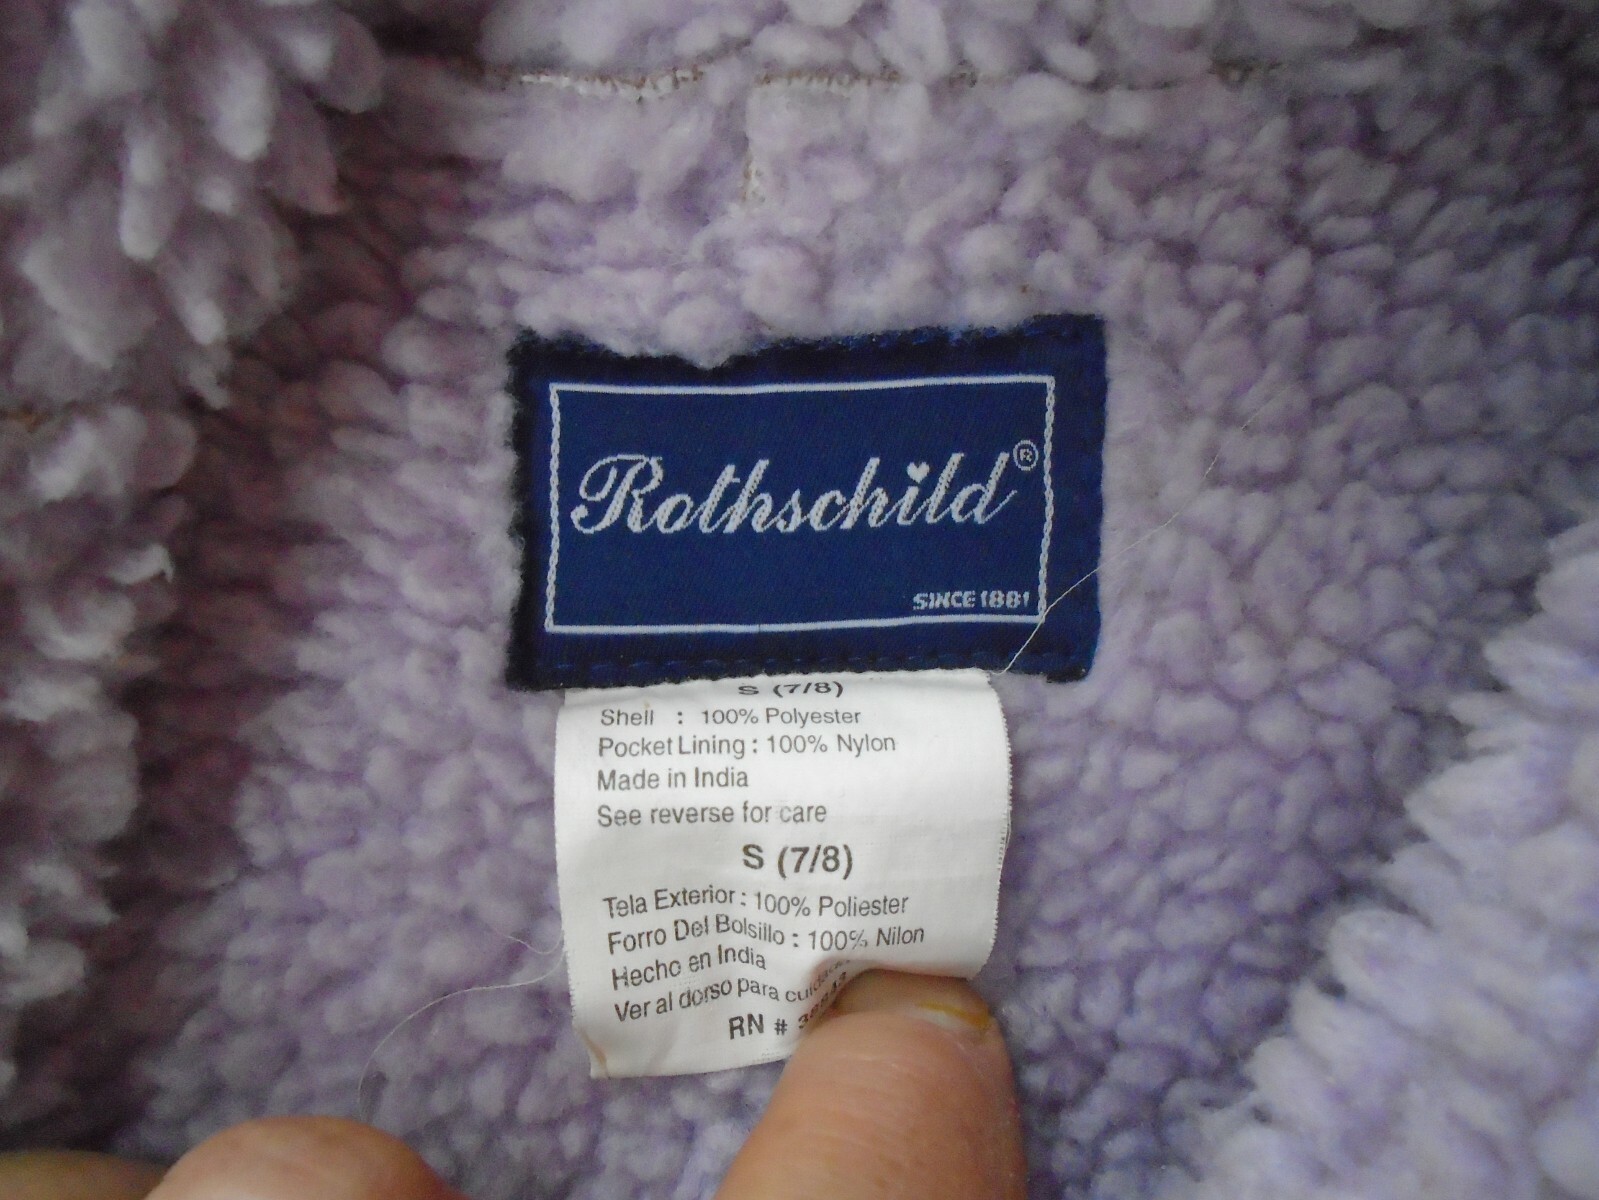 Rothschild®
SINCE 1881
S (7/8)
Shell : 100% Polyester
Pocket Lining : 100% Nylon
Made in India
See reverse for care
S (7/8)
Tela Exterior : 100% Poliester
Forro Del Bolsillo : 100% Nilon
Hecho en India
Ver al dorso para
RN #